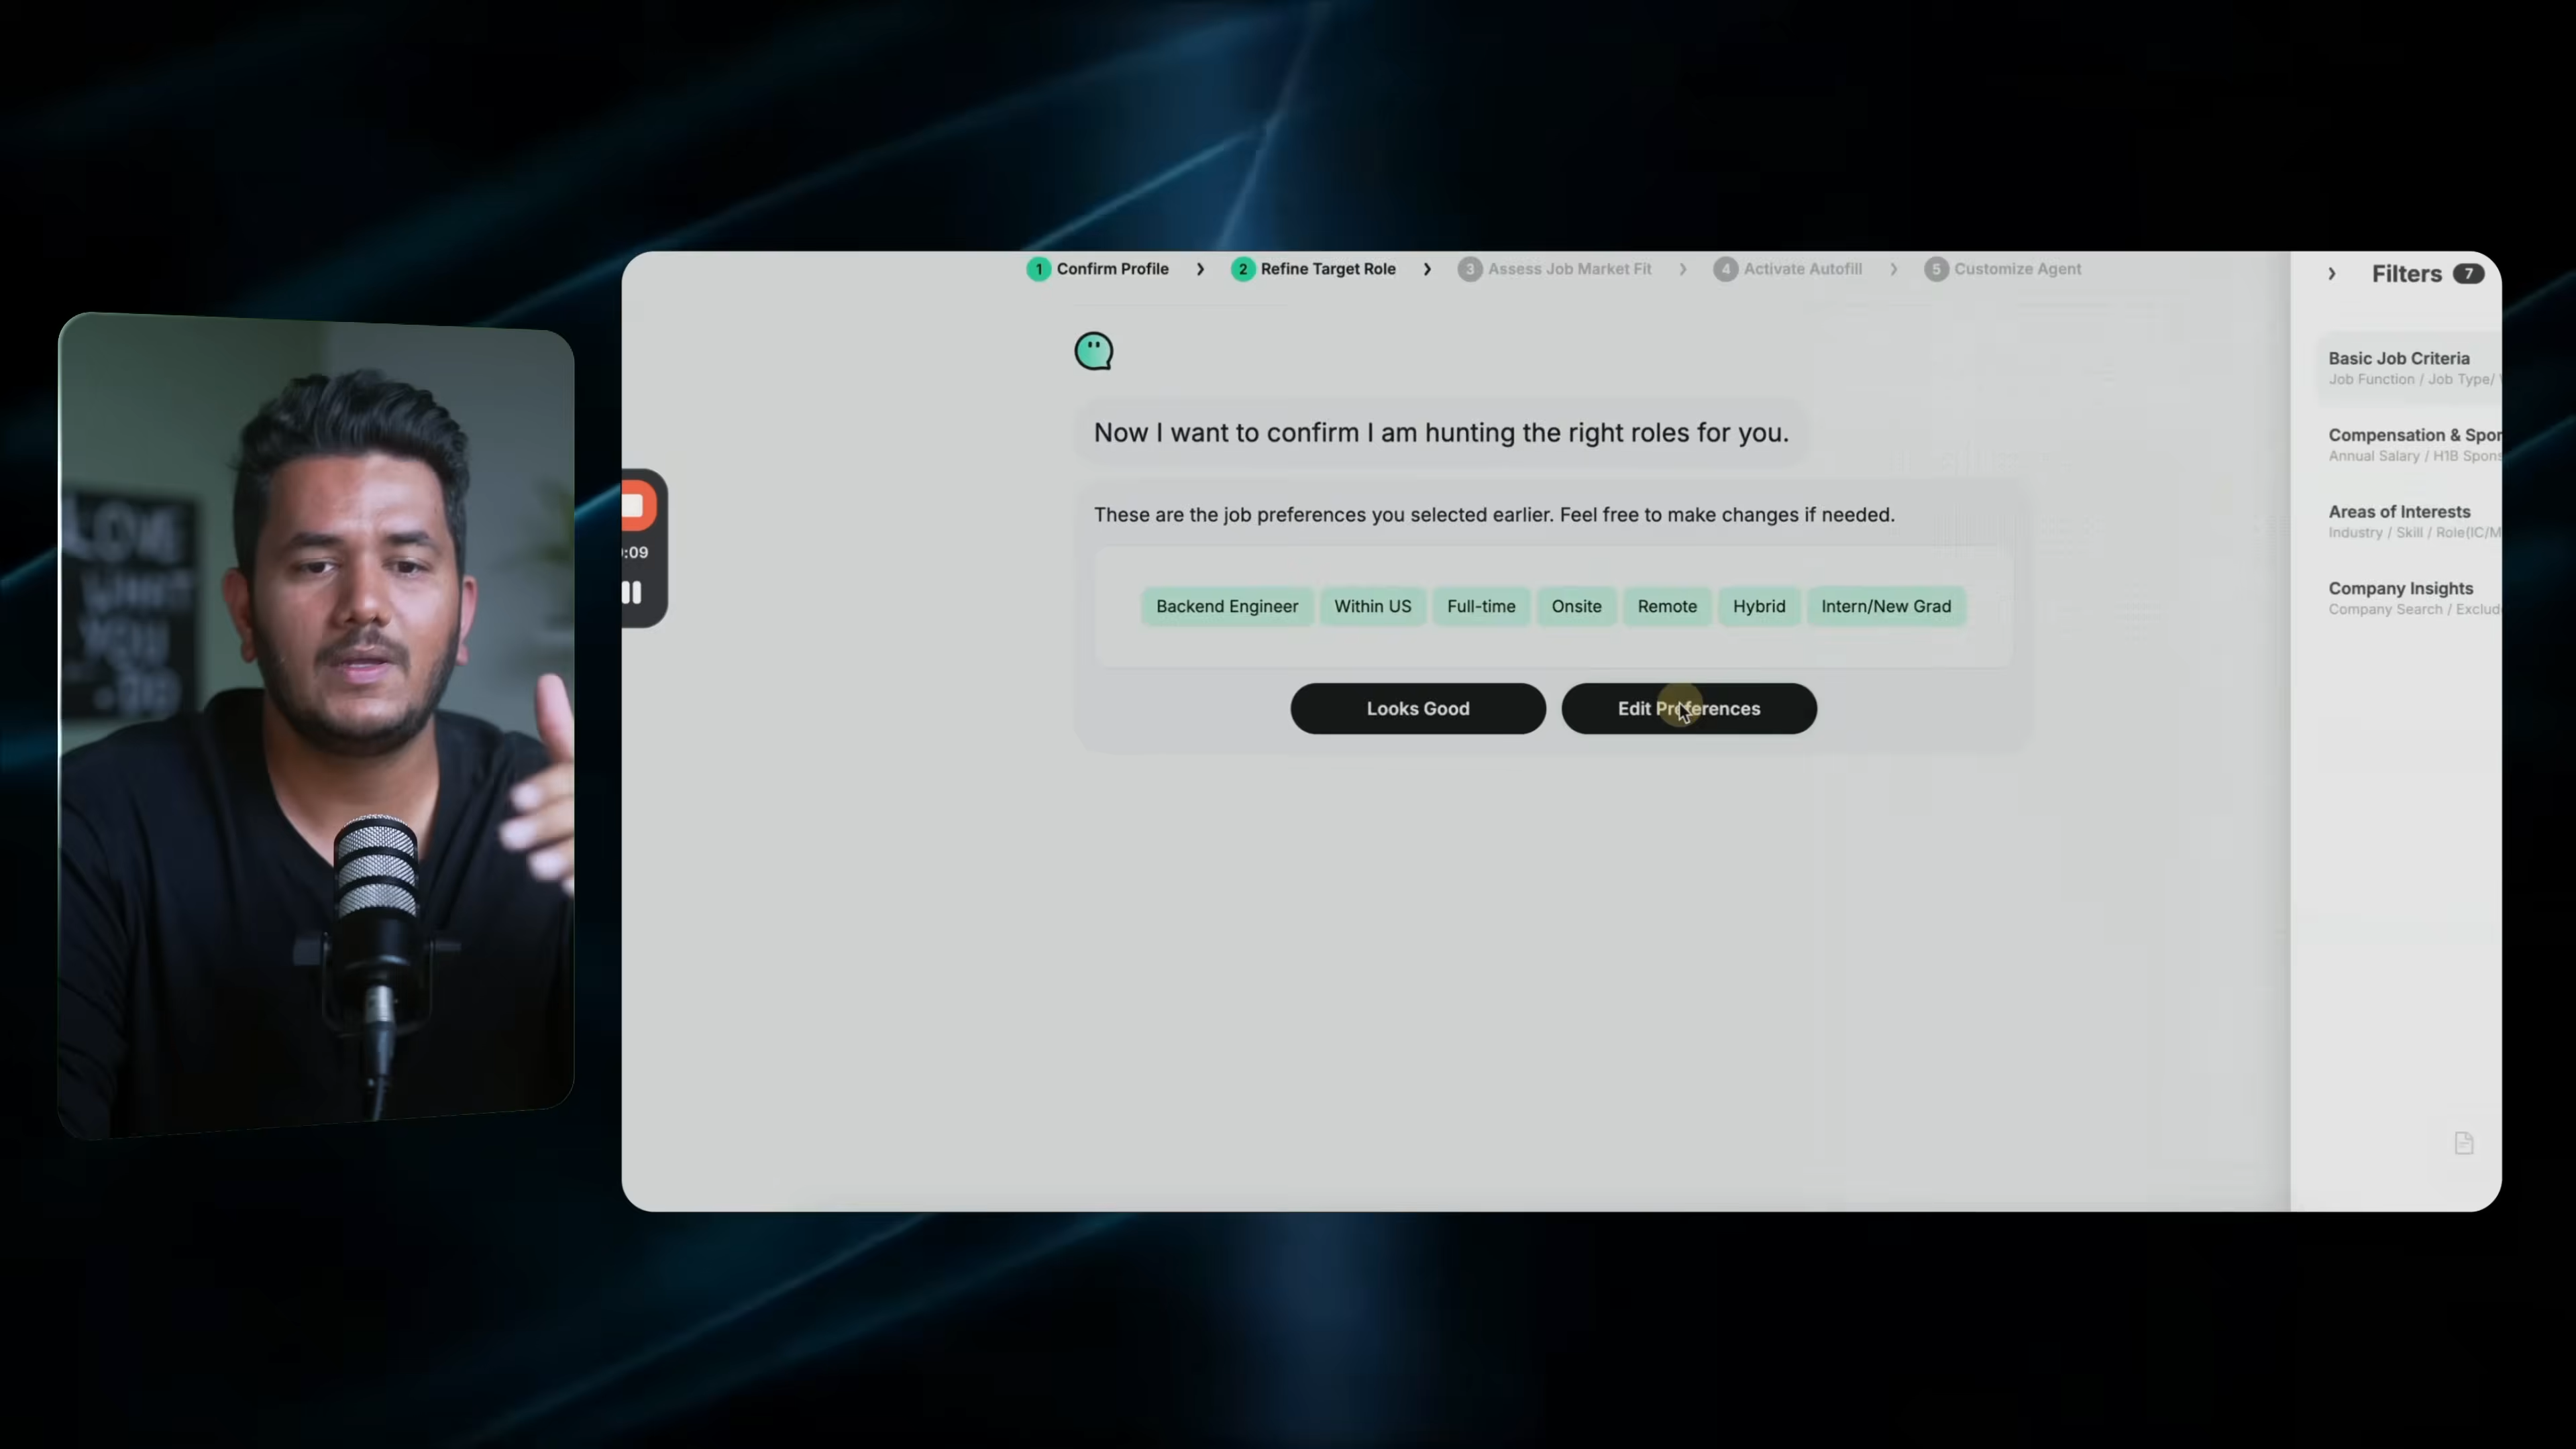 1 Confirm Profile > 2 Refine Target Role > 3 Assess Job Market Fit > 4 Activate Autofill > 5 Customize Agent
Now I want to confirm I am hunting the right roles for you.
These are the job preferences you selected earlier. Feel free to make changes if needed.
Backend Engineer Within US Full-time Onsite Remote Hybrid Intern/New Grad
Looks Good Edit Preferences
:09
> Filters 7
Basic Job Criteria
Job Function / Job Type/
Compensation & Spor
Annual Salary / H1B Spons
Areas of Interests
Industry / Skill / Role(IC/M
Company Insights
Company Search / Exclud
LOVE
WHAT
YOU
DO